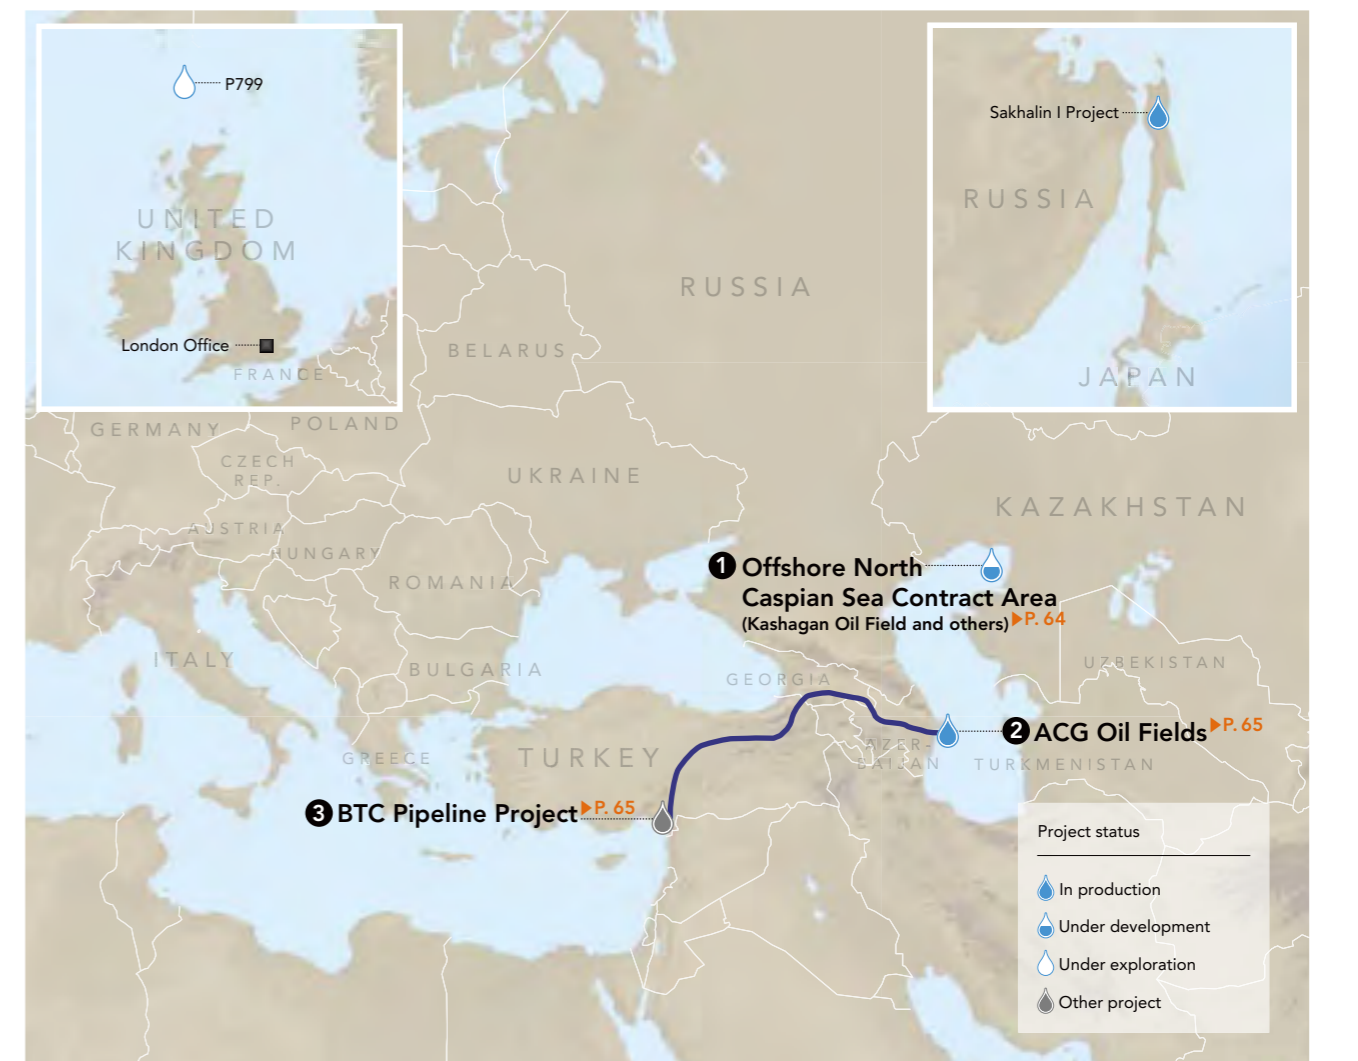 P799
UNITED
KINGDOM
London Office
FRANCE
Sakhalin I Project
RUSSIA
JAPAN
RUSSIA
BELARUS
GERMANY
POLAND
CZECH
REP.
UKRAINE
KAZAKHSTAN
AUSTRIA
HUNGARY
ROMANIA
1 Offshore North
Caspian Sea Contract Area
(Kashagan Oil Field and others) ▶P. 64
ITALY
BULGARIA
GEORGIA
UZBEKISTAN
2 ACG Oil Fields ▶P. 65
GREECE
TURKEY
AZER-
BAIJAN
TURKMENISTAN
3 BTC Pipeline Project ▶P. 65
Project status
In production
Under development
Under exploration
Other project